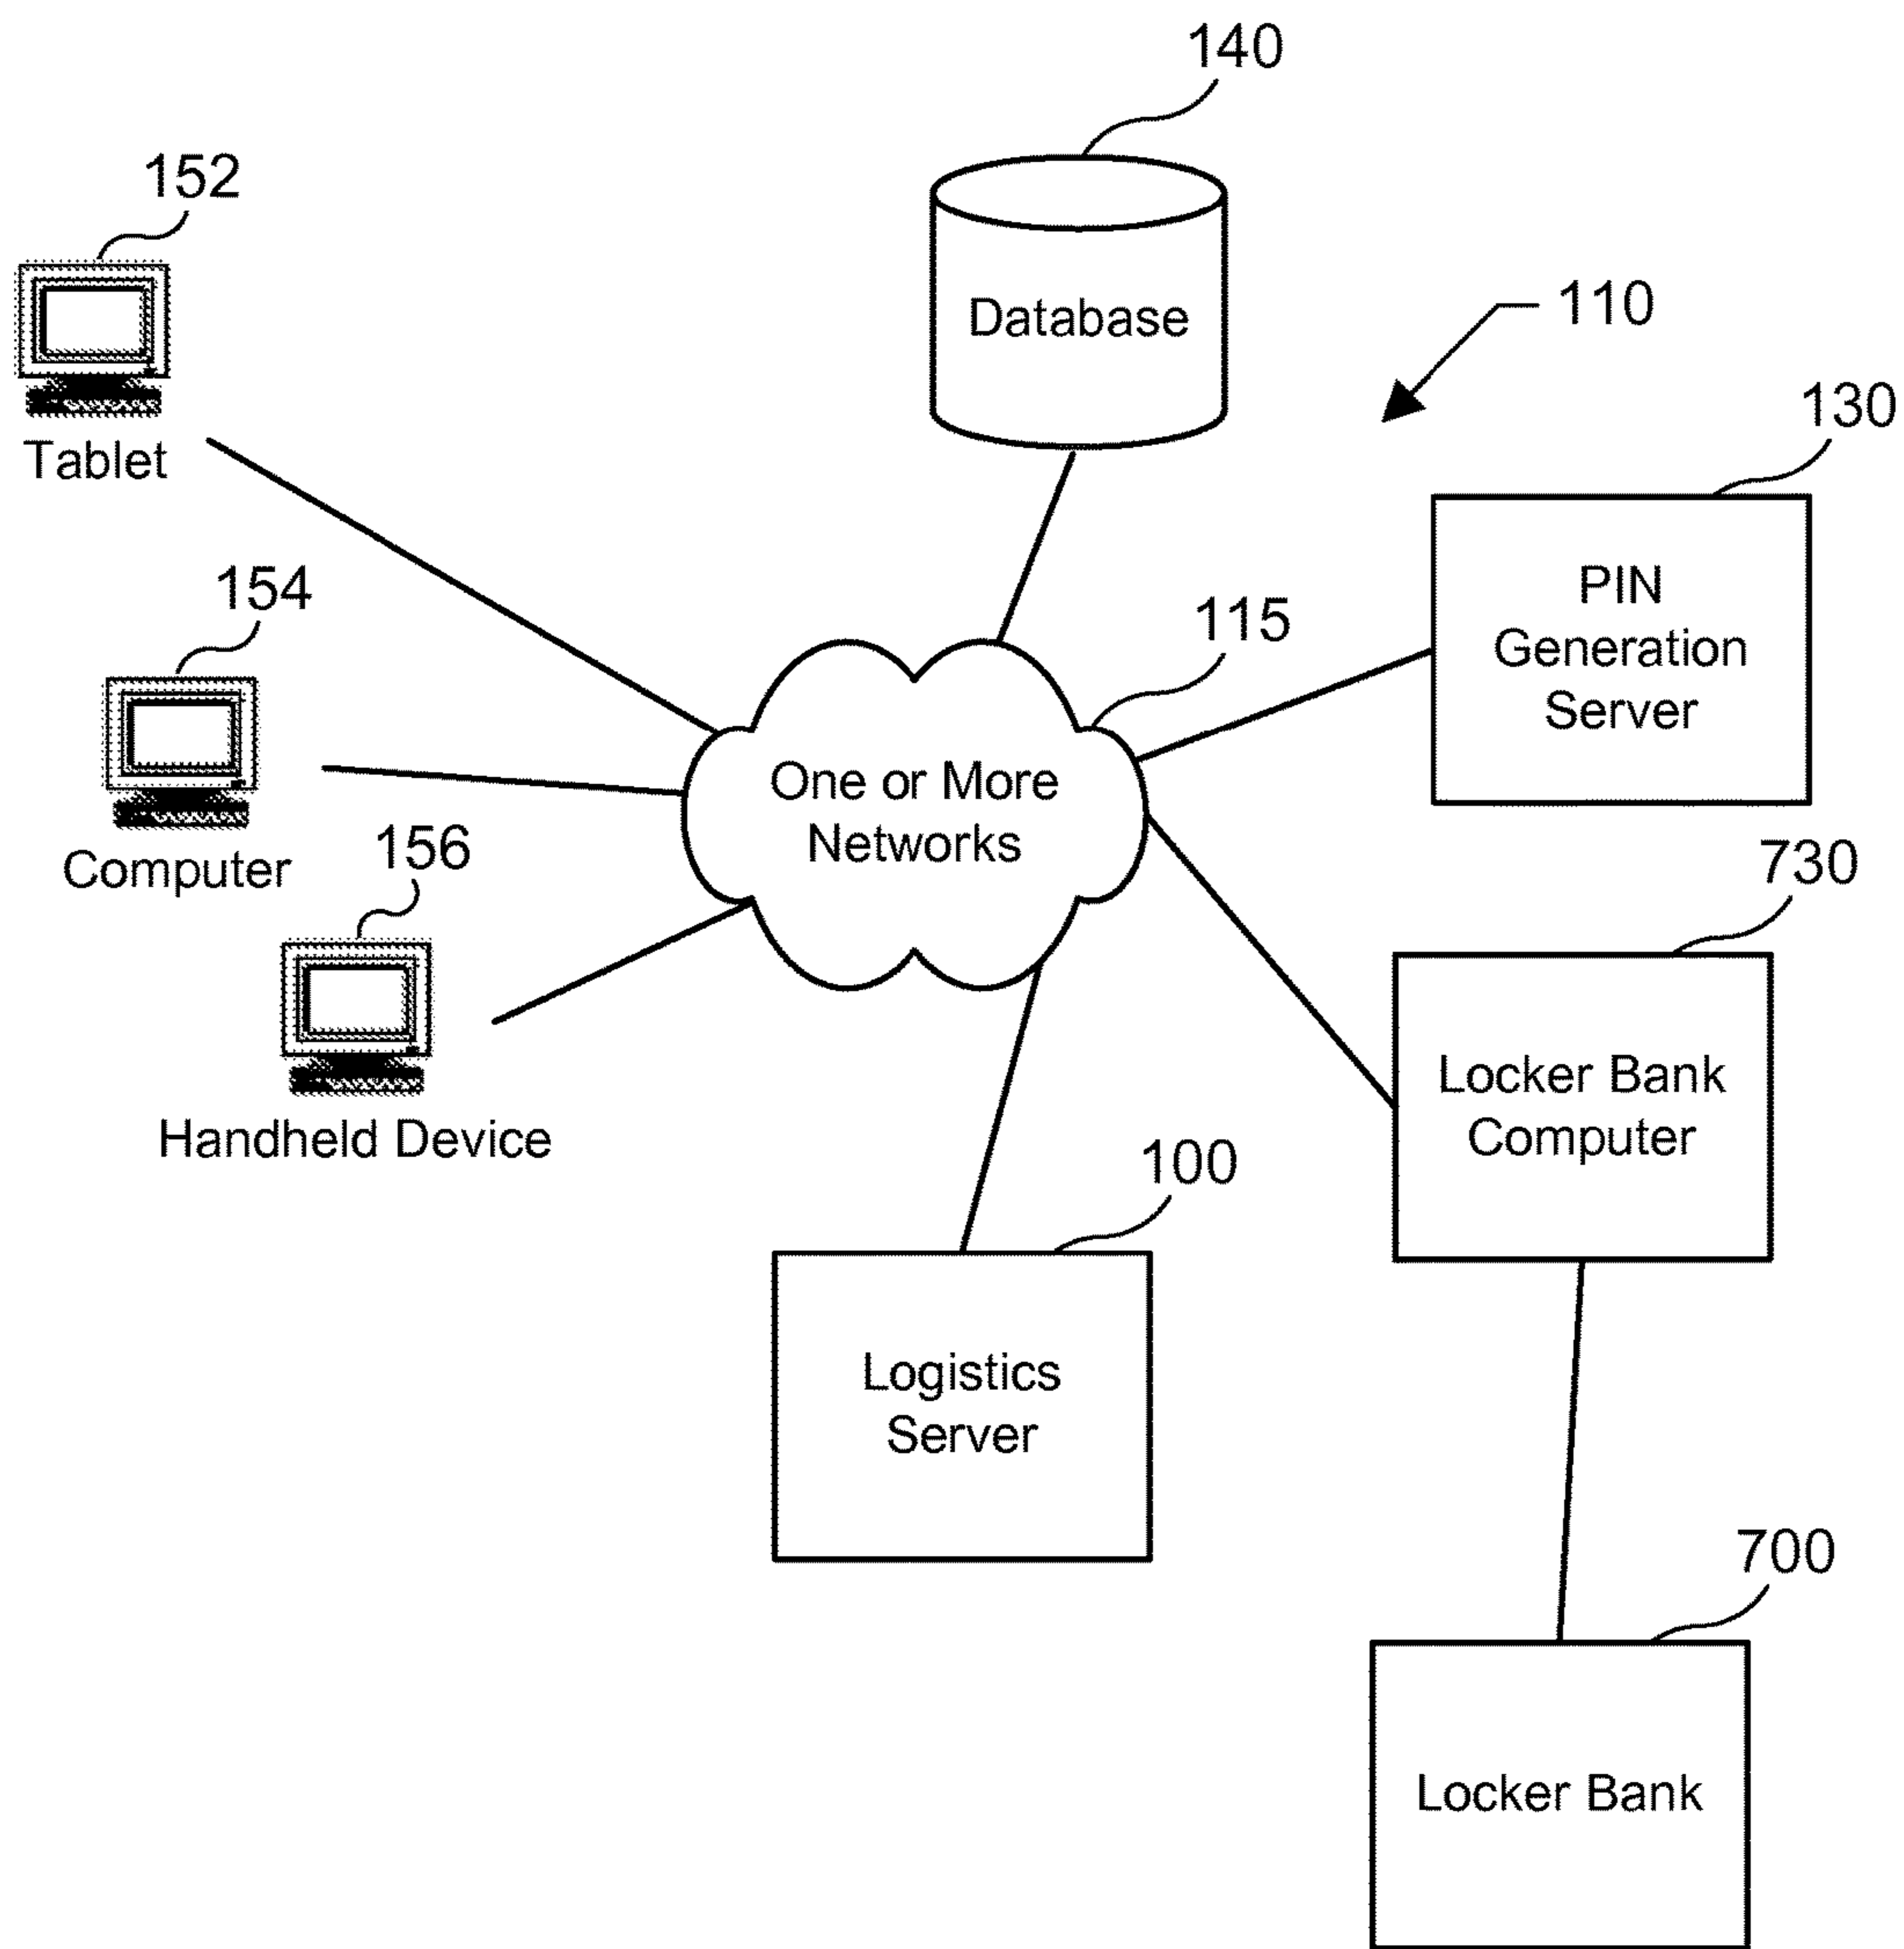 140
152
Database
110
Tablet
130
PIN
Generation
Server
154
115
One or More
Networks
Computer
156
730
Handheld Device
Locker Bank
Computer
100
Logistics
Server
700
Locker Bank